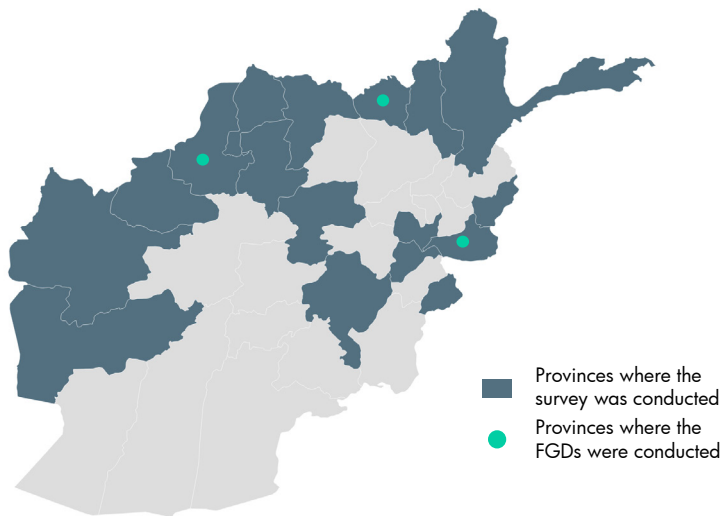 Provinces where the
survey was conducted
Provinces where the
FGDs were conducted